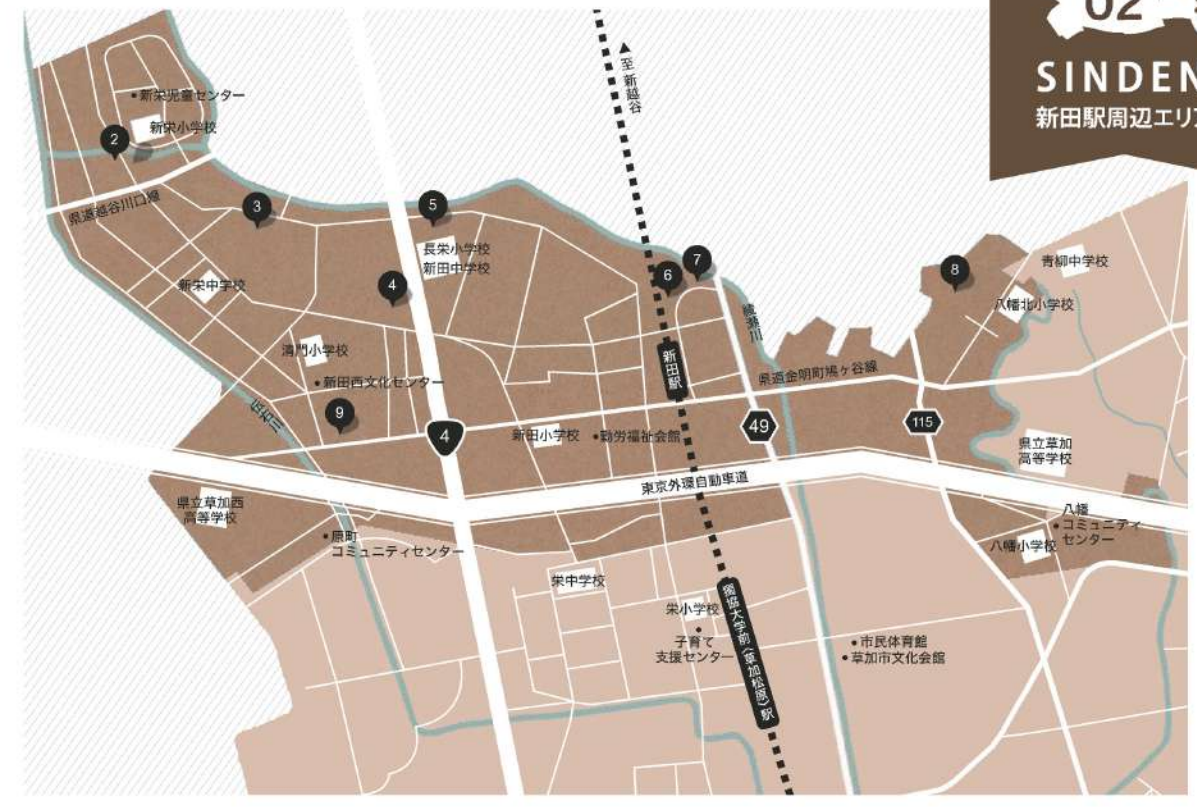 02
SINDEN
新田駅周辺エリ
▲至 新越谷
•新栄児童センター
新栄小学校
2
県道越谷川口線
3
5
長栄小学校
新田中学校
新栄中学校
4
6
7
8
青柳中学校
八幡北小学校
綾瀬川
清門小学校
•新田西文化センター
新田駅
県道金明町鳩ヶ谷線
9
伝右川
4
新田小学校
•勤労福祉会館
49
115
県立草加
高等学校
東京外環自動車道
県立草加西
高等学校
•原町
コミュニティセンター
八幡
•コミュニティ
センター
八幡小学校
栄中学校
栄小学校
•
子育て
支援センター
獨協大学前〈草加松原〉駅
•市民体育館
•草加市文化会館